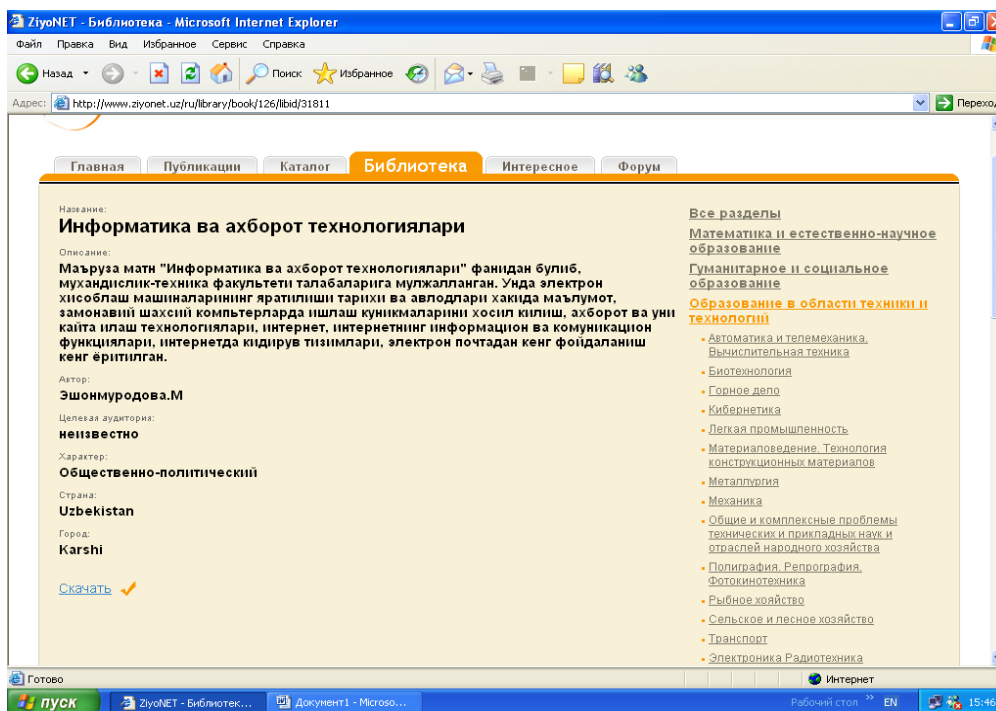 ZiyoNET - Библиотека - Microsoft Internet Explorer
Файл Правка Вид Избранное Сервис Справка
Назад Поиск Избранное
Адрес: http://www.ziyonet.uz/ru/library/book/126/libid/31811 Переход
Главная Публикации Каталог Библиотека Интересное Форум
Название:
Информатика ва ахборот технологиялари
Описание:
Маъруза матн "Информатика ва ахборот технологиялари" фанидан булиб,
мухандислик-техника факультети талабаларига мулжалланган. Унда электрон
хисоблаш машиналарининг яратилиши тарихи ва авлодлари хакида маълумот,
замонавий шахсий компьтерларда ишлаш куникмаларини хосил килиш, ахборот ва уни
кайта илаш технологиялари, интернет, интернетнинг информацион ва комуникацион
функциялари, интернетда кидирув тизимлари, электрон почтадан кенг фойдаланиш
кенг ёритилган.
Автор:
Эшонмуродова.М
Целевая аудитория:
неизвестно
Характер:
Общественно-политический
Страна:
Uzbekistan
Город:
Karshi
Скачать
Все разделы
Математика и естественно-научное
образование
Гуманитарное и социальное
образование
Образование в области техники и
технологий
Автоматика и телемеханика.
Вычислительная техника
Биотехнология
Горное дело
Кибернетика
Легкая промышленность
Материаловедение. Технология
конструкционных материалов
Металлургия
Механика
Общие и комплексные проблемы
технических и прикладных наук и
отраслей народного хозяйства
Полиграфия. Репрография.
Фотокинотехника
Рыбное хояйство
Сельское и лесное хозяйство
Транспорт
Электроника Радиотехника
Готово Интернет
пуск ZiyoNET - Библиотек... Документ1 - Microso... Рабочий стол » EN 15:46